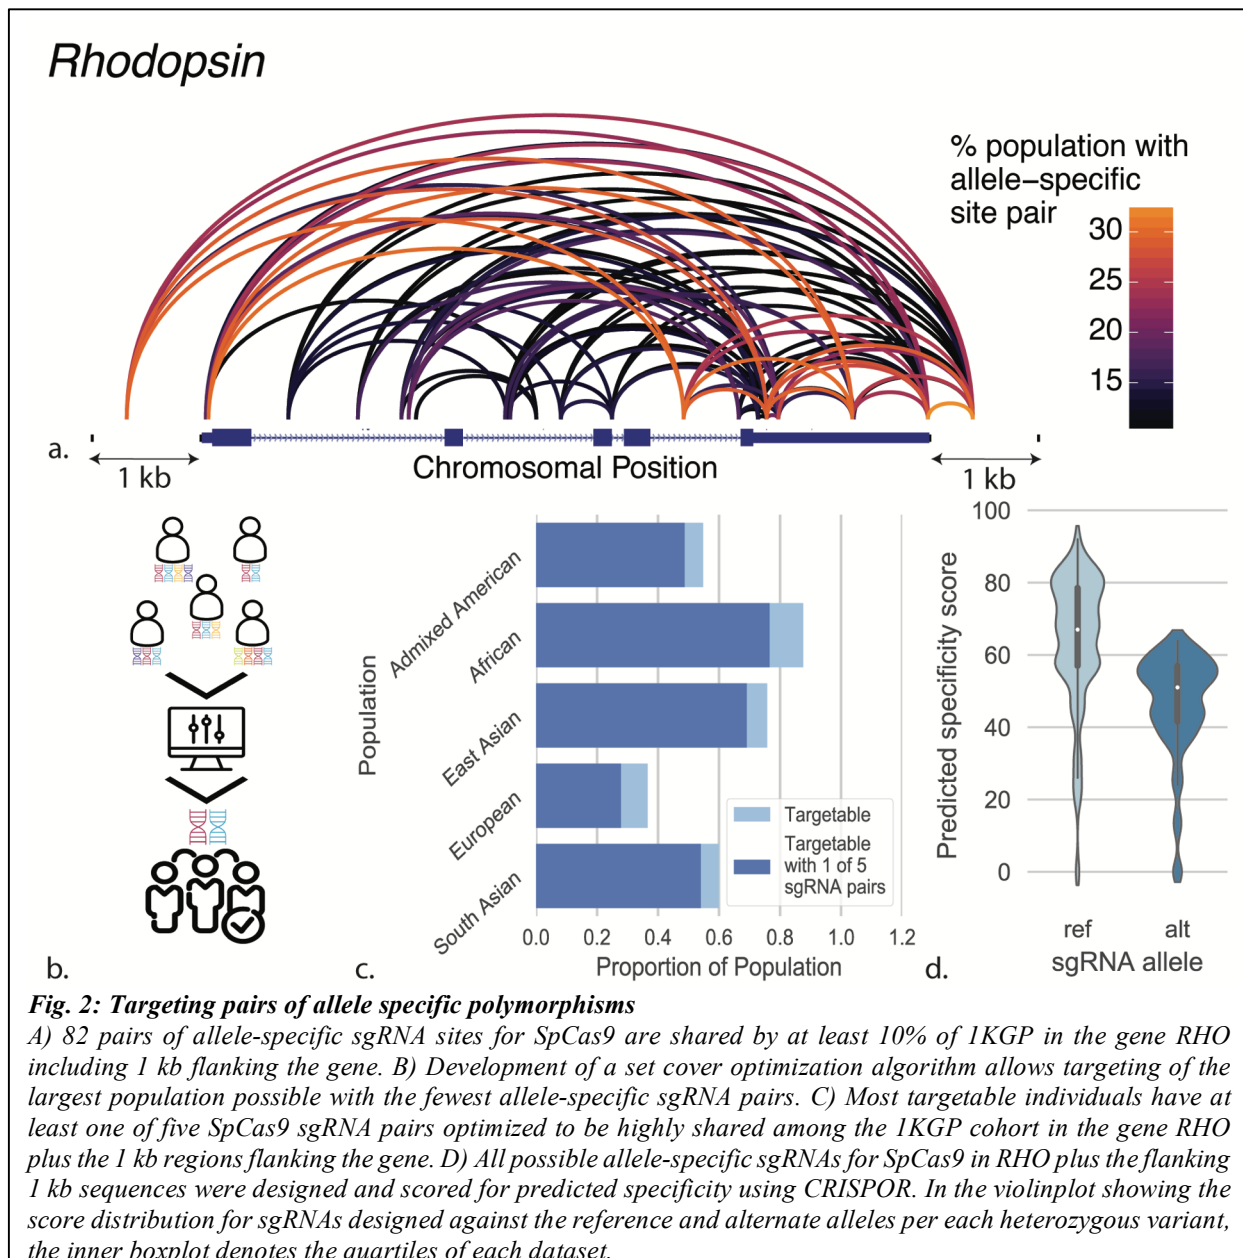 Rhodopsin
% population with
allele–specific
site pair
30
25
20
15
a.
1 kb
Chromosomal Position
1 kb
b.
Population
Admixed American
African
East Asian
European
South Asian
Targetable
Targetable
with 1 of 5
sgRNA pairs
0.0 0.2 0.4 0.6 0.8 1.0 1.2
c.
Proportion of Population
Predicted specificity score
100
80
60
40
20
0
ref alt
d.
sgRNA allele
Fig. 2: Targeting pairs of allele specific polymorphisms
A) 82 pairs of allele-specific sgRNA sites for SpCas9 are shared by at least 10% of 1KGP in the gene RHO
including 1 kb flanking the gene. B) Development of a set cover optimization algorithm allows targeting of the
largest population possible with the fewest allele-specific sgRNA pairs. C) Most targetable individuals have at
least one of five SpCas9 sgRNA pairs optimized to be highly shared among the 1KGP cohort in the gene RHO
plus the 1 kb regions flanking the gene. D) All possible allele-specific sgRNAs for SpCas9 in RHO plus the flanking
1 kb sequences were designed and scored for predicted specificity using CRISPOR. In the violinplot showing the
score distribution for sgRNAs designed against the reference and alternate alleles per each heterozygous variant,
the inner boxplot denotes the quartiles of each dataset.